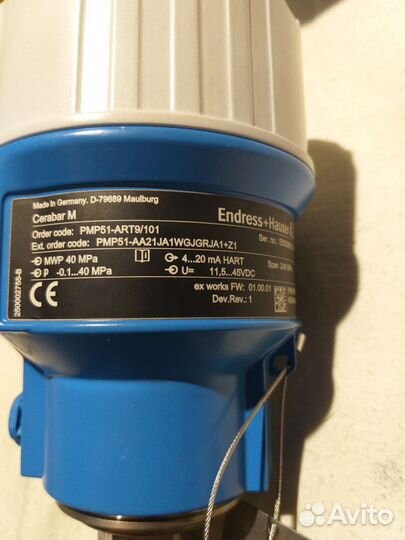 Made in Germany, D-79689 Maulburg
Cerabar M
Endress+Hauser
Order code: PMP51-ART9/101
Ser. no.:
Ext. order code: PMP51-AA21JA1WGJGRJA1+Z1
MWP 40 MPa
4...20 mA HART
Span
p -0.1...40 MPa
U= 11,5...45VDC
ex works FW: 01.00.01
Dev.Rev.: 1
CE
250002755-B
Avito